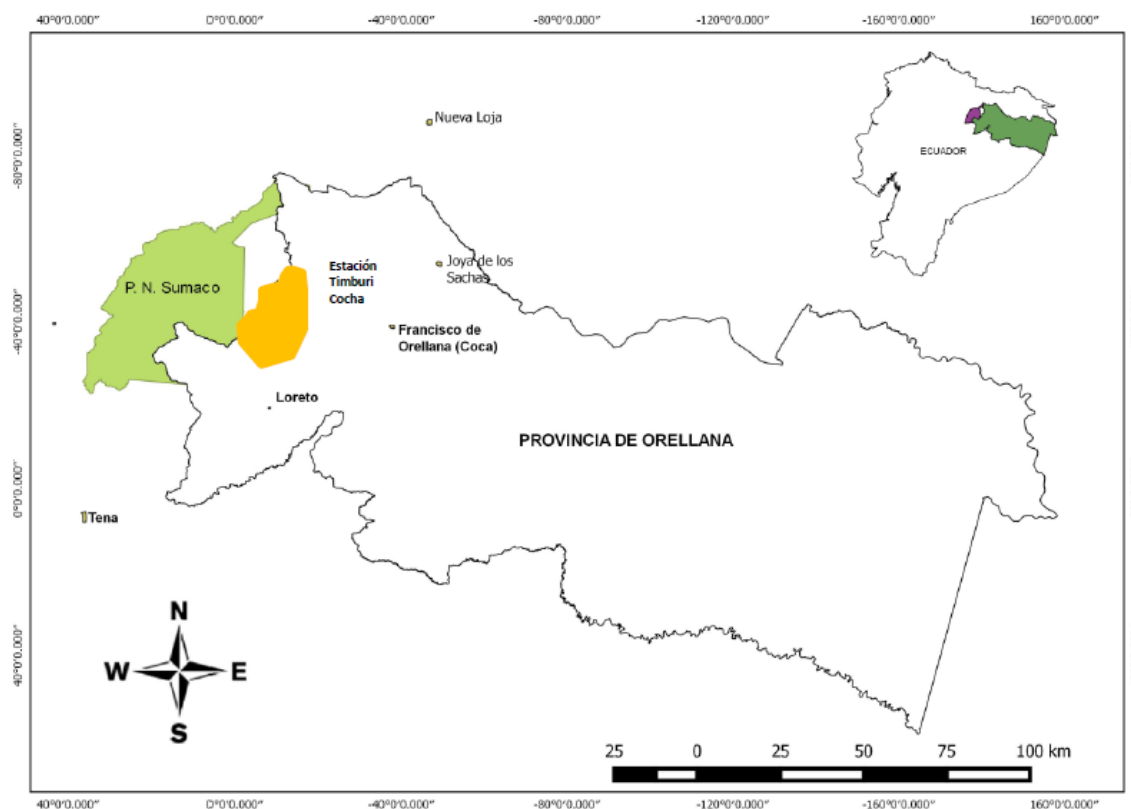 40°0'0.000" 0°0'0.000" -40°0'0.000" -80°0'0.000" -120°0'0.000" -160°0'0.000" 160°0'0.000"
-80°0'0.000"
-40°0'0.000"
0°0'0.000"
40°0'0.000"
Nueva Loja
ECUADOR
P. N. Sumaco
Estación
Timburi
Cocha
Joya de los
Sachas
Francisco de
Orellana (Coca)
Loreto
PROVINCIA DE ORELLANA
Tena
N
W E
S
25 0 25 50 75 100 km
40°0'0.000" 0°0'0.000" -40°0'0.000" -80°0'0.000" -120°0'0.000" -160°0'0.000" 160°0'0.000"